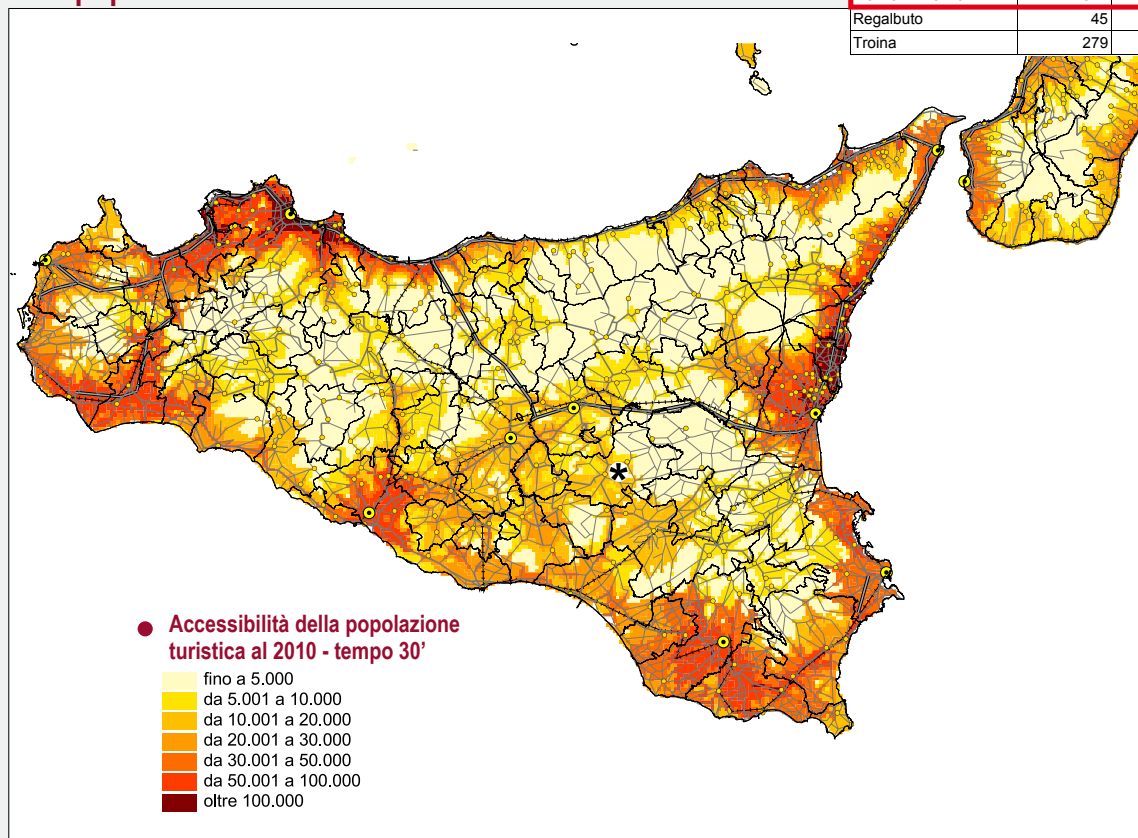 Regalbuto 45
Troina 279
Accessibilità della popolazione
turistica al 2010 - tempo 30’
fino a 5.000
da 5.001 a 10.000
da 10.001 a 20.000
da 20.001 a 30.000
da 30.001 a 50.000
da 50.001 a 100.000
oltre 100.000